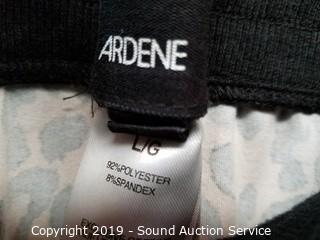 ARDENE
L/G
92%POLYESTER
8%SPANDEX
Copyright 2019 - Sound Auction Service